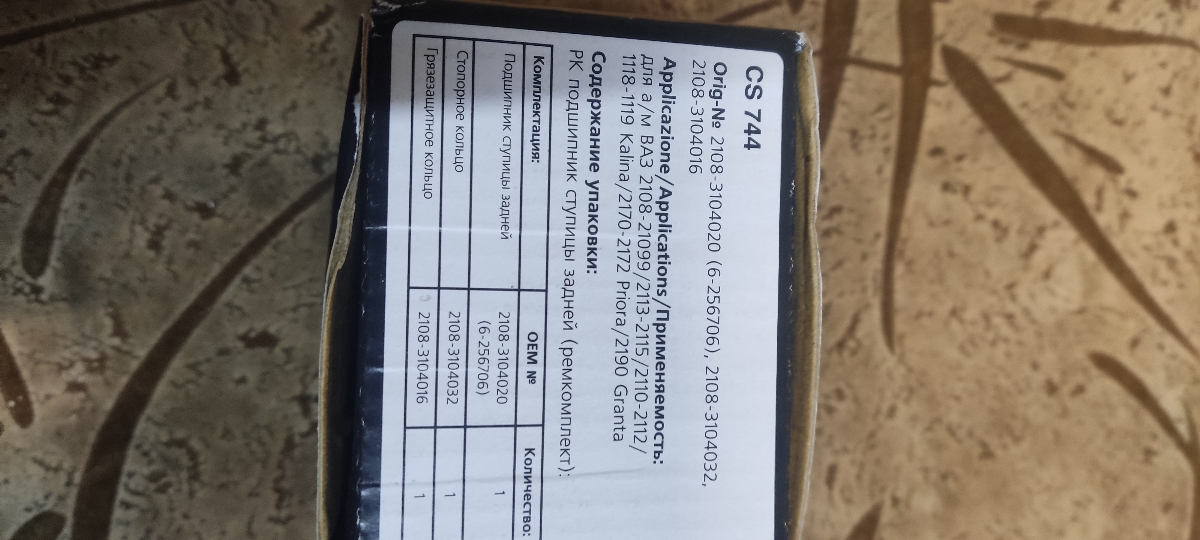 CS 744
Orig-№ 2108-3104020 (6-256706), 2108-3104032,
2108-3104016
Applicazione/Applications/Применяемость:
для а/м ВАЗ 2108-21099/2113-2115/2110-2112/
1118-1119 Kalina/2170-2172 Priora/2190 Granta
Содержание упаковки:
РК подшипник ступицы задней (ремкомплект):
Комплектация: OEM № Количество:
Подшипник ступицы задней 2108-3104020 1
(6-256706)
Стопорное кольцо 2108-3104032 1
Грязезащитное кольцо 2108-3104016 1